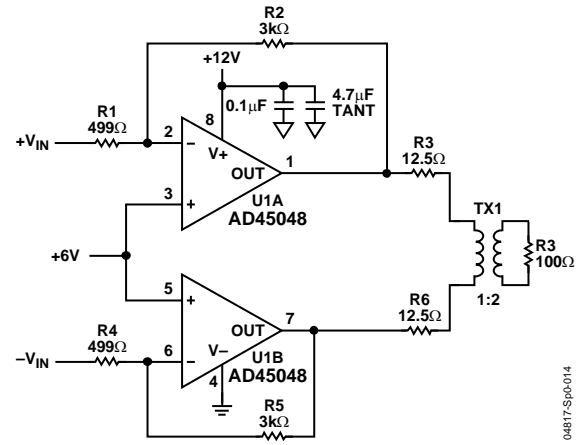 R2
3kΩ
+12V
0.1µF
4.7µF
TANT
R1
499Ω
+VIN
2
8
V+
–
OUT
1
R3
12.5Ω
3
+
U1A
AD45048
TX1
+6V
R3
100Ω
1:2
5
+
OUT
7
R6
12.5Ω
R4
499Ω
–VIN
6
–
V–
U1B
4
AD45048
R5
3kΩ
04817-Sp0-014